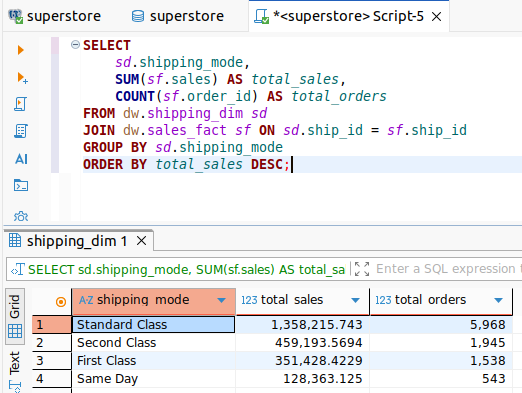 superstore superstore *<superstore> Script-5
SELECT
sd.shipping_mode,
SUM(sf.sales) AS total_sales,
COUNT(sf.order_id) AS total_orders
FROM dw.shipping_dim sd
JOIN dw.sales_fact sf ON sd.ship_id = sf.ship_id
GROUP BY sd.shipping_mode
ORDER BY total_sales DESC;
AI
shipping_dim 1
SELECT sd.shipping_mode, SUM(sf.sales) AS total_sa Enter a SQL expression t
Grid
Text
A-Z shipping_mode 123 total_sales 123 total_orders
1 Standard Class 1,358,215.743 5,968
2 Second Class 459,193.5694 1,945
3 First Class 351,428.4229 1,538
4 Same Day 128,363.125 543